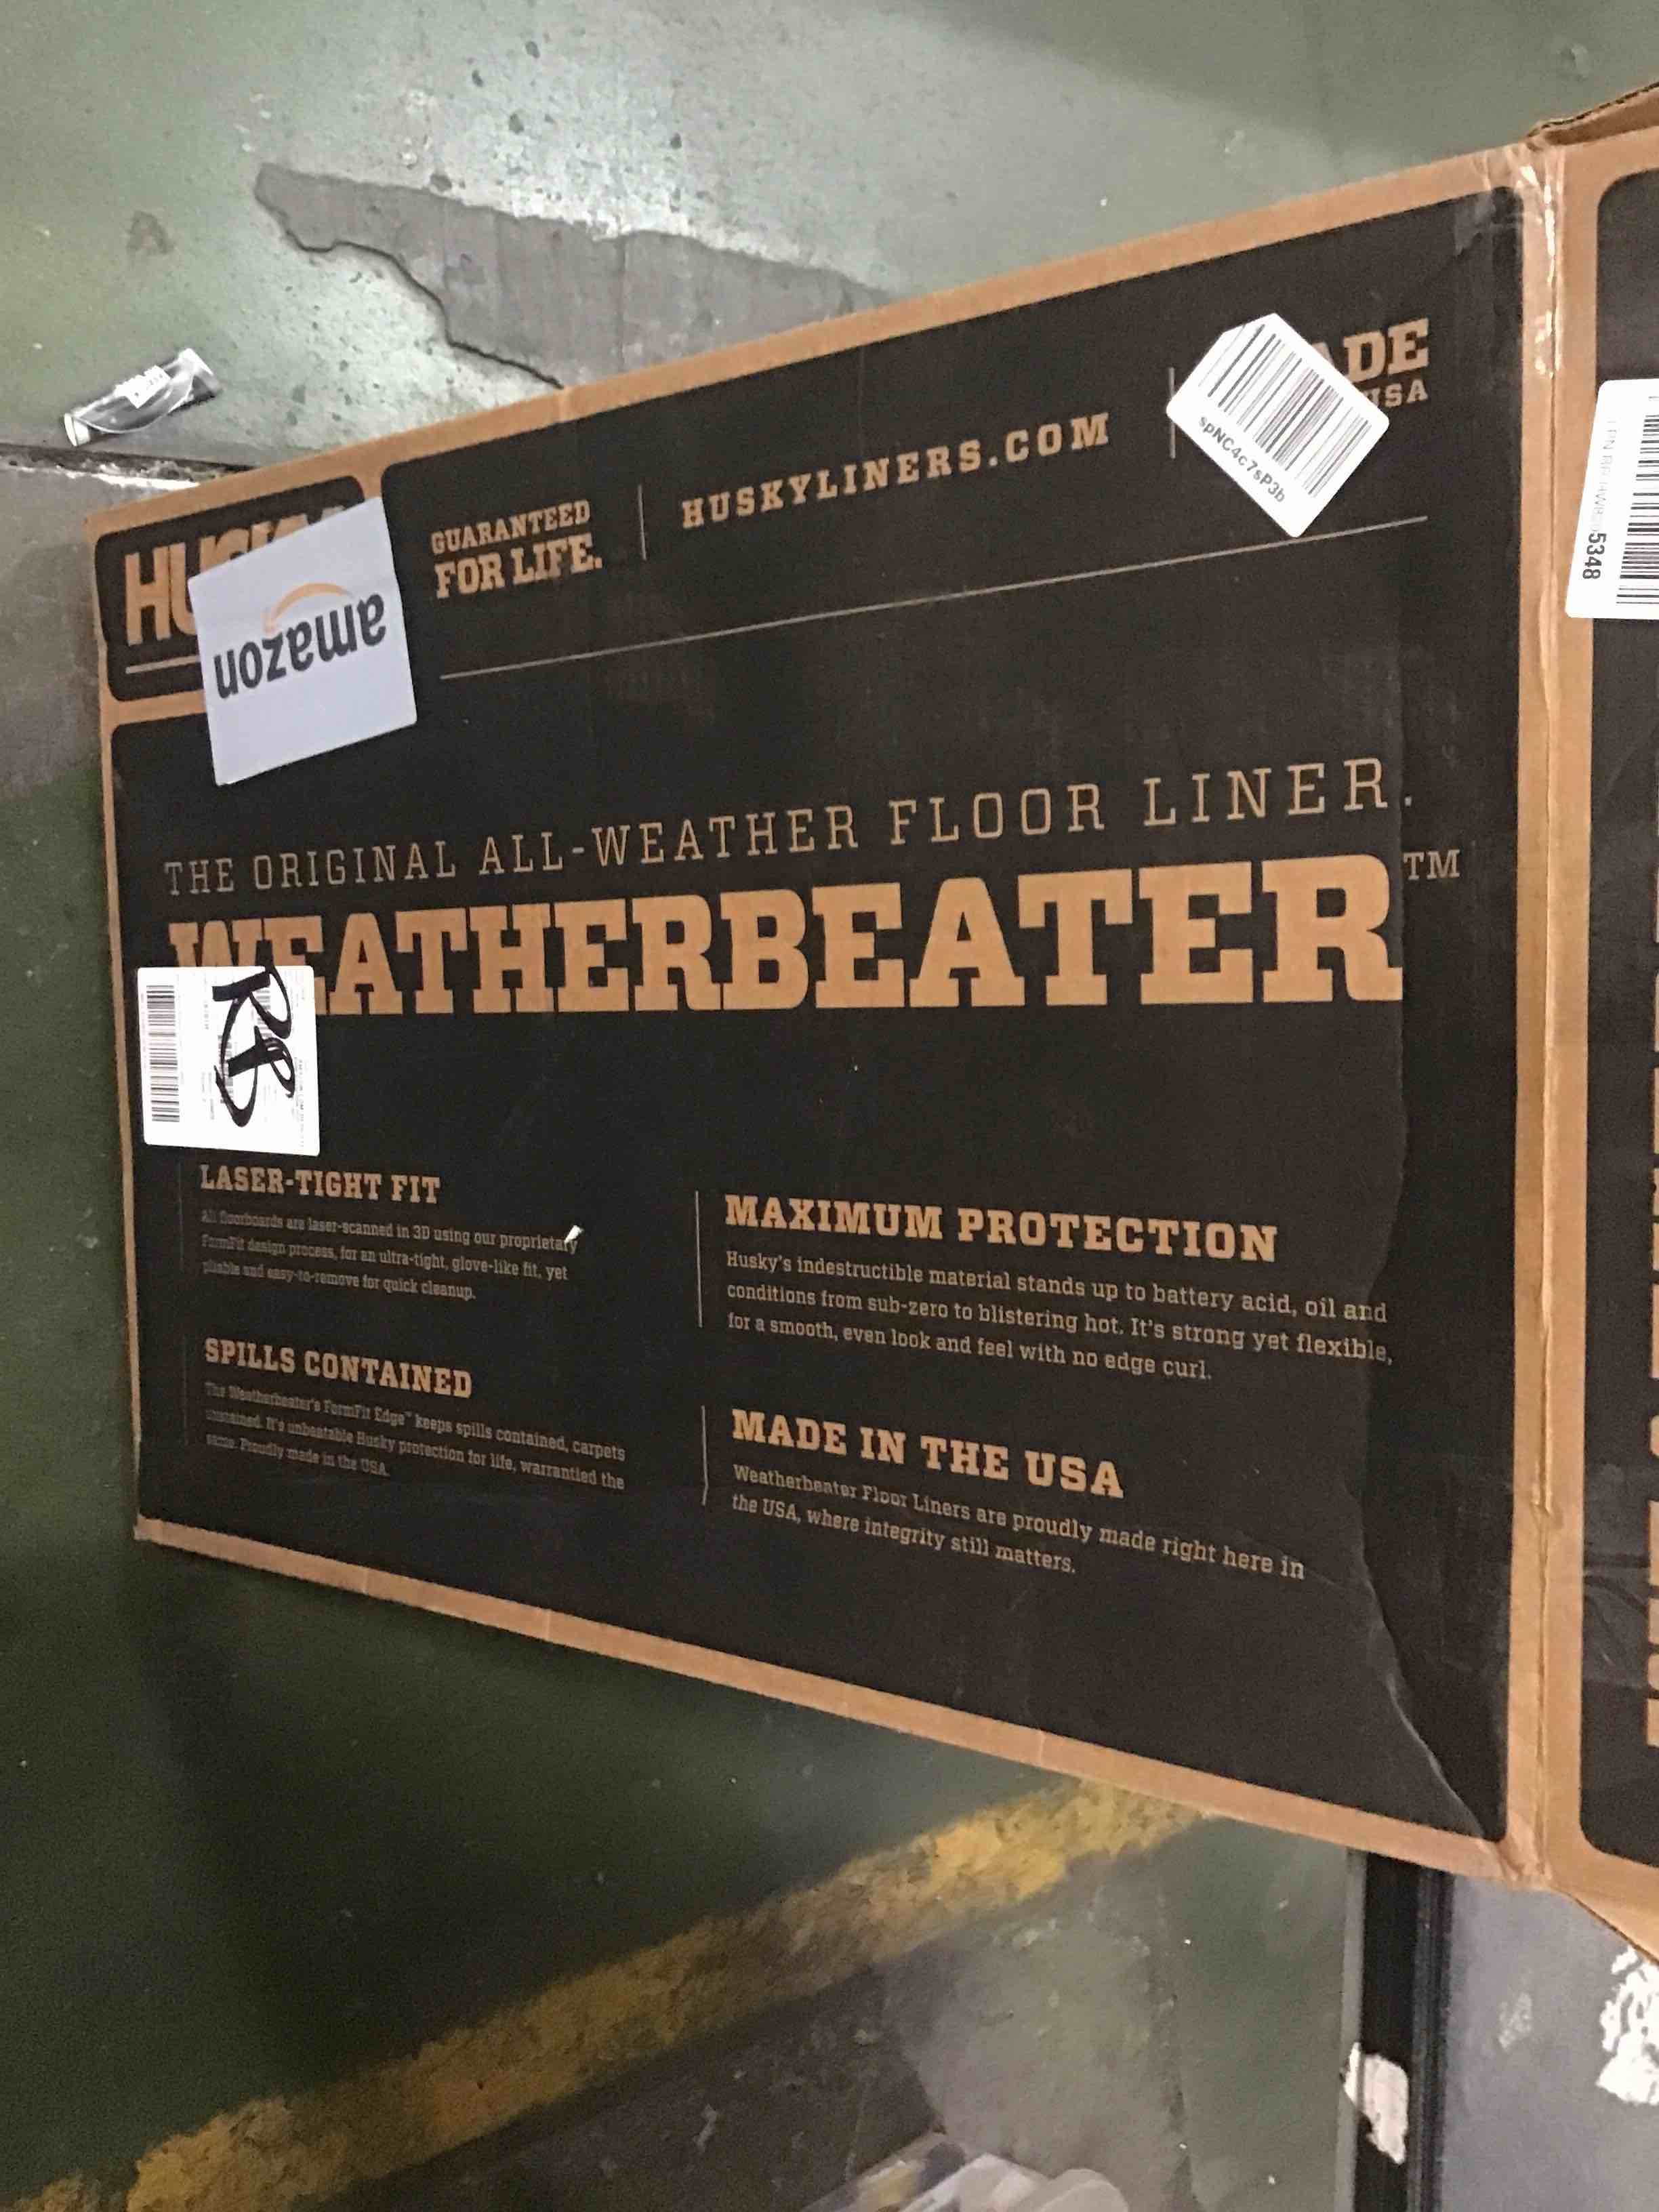 GUARANTEED
FOR LIFE.
HUSKYLINERS.COM
ADE
USA
spNC4c7sP3b
5348
amazon
THE ORIGINAL ALL-WEATHER FLOOR LINER.
WEATHERBEATER™
RB
LASER-TIGHT FIT
All floorboards are laser-scanned in 3D using our proprietary
FormFit design process, for an ultra-tight, glove-like fit, yet
pliable and easy-to-remove for quick cleanup.
SPILLS CONTAINED
The Weatherbeater's FormFit Edge™ keeps spills contained, carpets
unstained. It's unbeatable Husky protection for life, warrantied the
same. Proudly made in the USA.
MAXIMUM PROTECTION
Husky's indestructible material stands up to battery acid, oil and
conditions from sub-zero to blistering hot. It's strong yet flexible,
for a smooth, even look and feel with no edge curl.
MADE IN THE USA
Weatherbeater Floor Liners are proudly made right here in
the USA, where integrity still matters.